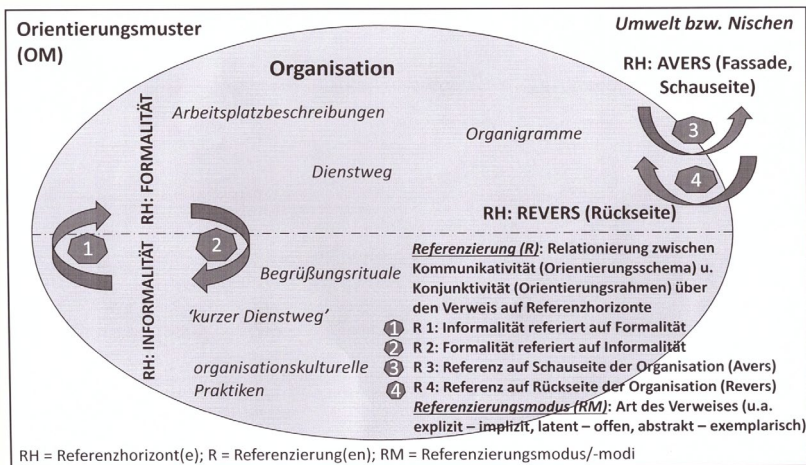 Orientierungsmuster
(OM)
Umwelt bzw. Nischen
RH: AVERS (Fassade,
Schauseite)
Organisation
Arbeitsplatzbeschreibungen
Organigramme
Dienstweg
RH: FORMALITÄT
3
4
RH: REVERS (Rückseite)
1
2
RH: INFORMALITÄT
Begrüßungsrituale
'kurzer Dienstweg'
organisationskulturelle
Praktiken
Referenzierung (R): Relationierung zwischen
Kommunikativität (Orientierungsschema) u.
Konjunktivität (Orientierungsrahmen) über
den Verweis auf Referenzhorizonte
1 R 1: Informalität referiert auf Formalität
2 R 2: Formalität referiert auf Informalität
3 R 3: Referenz auf Schauseite der Organisation (Avers)
4 R 4: Referenz auf Rückseite der Organisation (Revers)
Referenzierungsmodus (RM): Art des Verweises (u.a.
explizit – implizit, latent – offen, abstrakt – exemplarisch)
RH = Referenzhorizont(e); R = Referenzierung(en); RM = Referenzierungsmodus/-modi